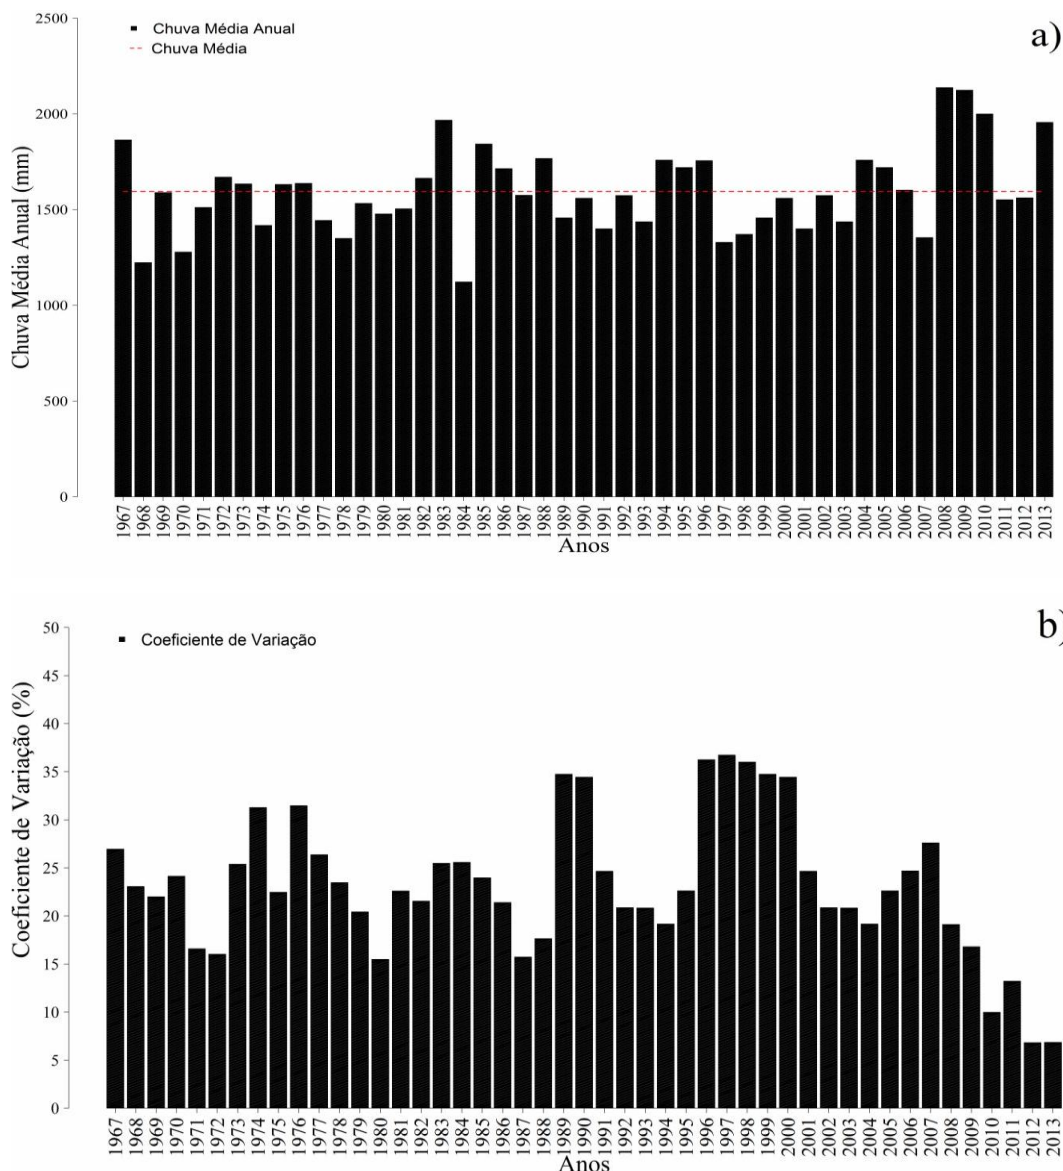 a)
Chuva Média Anual
Chuva Média
Chuva Média Anual (mm)
2500
2000
1500
1000
500
0
1967 1968 1969 1970 1971 1972 1973 1974 1975 1976 1977 1978 1979 1980 1981 1982 1983 1984 1985 1986 1987 1988 1989 1990 1991 1992 1993 1994 1995 1996 1997 1998 1999 2000 2001 2002 2003 2004 2005 2006 2007 2008 2009 2010 2011 2012 2013
Anos
b)
Coeficiente de Variação
Coeficiente de Variação (%)
50
45
40
35
30
25
20
15
10
5
0
1967 1968 1969 1970 1971 1972 1973 1974 1975 1976 1977 1978 1979 1980 1981 1982 1983 1984 1985 1986 1987 1988 1989 1990 1991 1992 1993 1994 1995 1996 1997 1998 1999 2000 2001 2002 2003 2004 2005 2006 2007 2008 2009 2010 2011 2012 2013
Anos